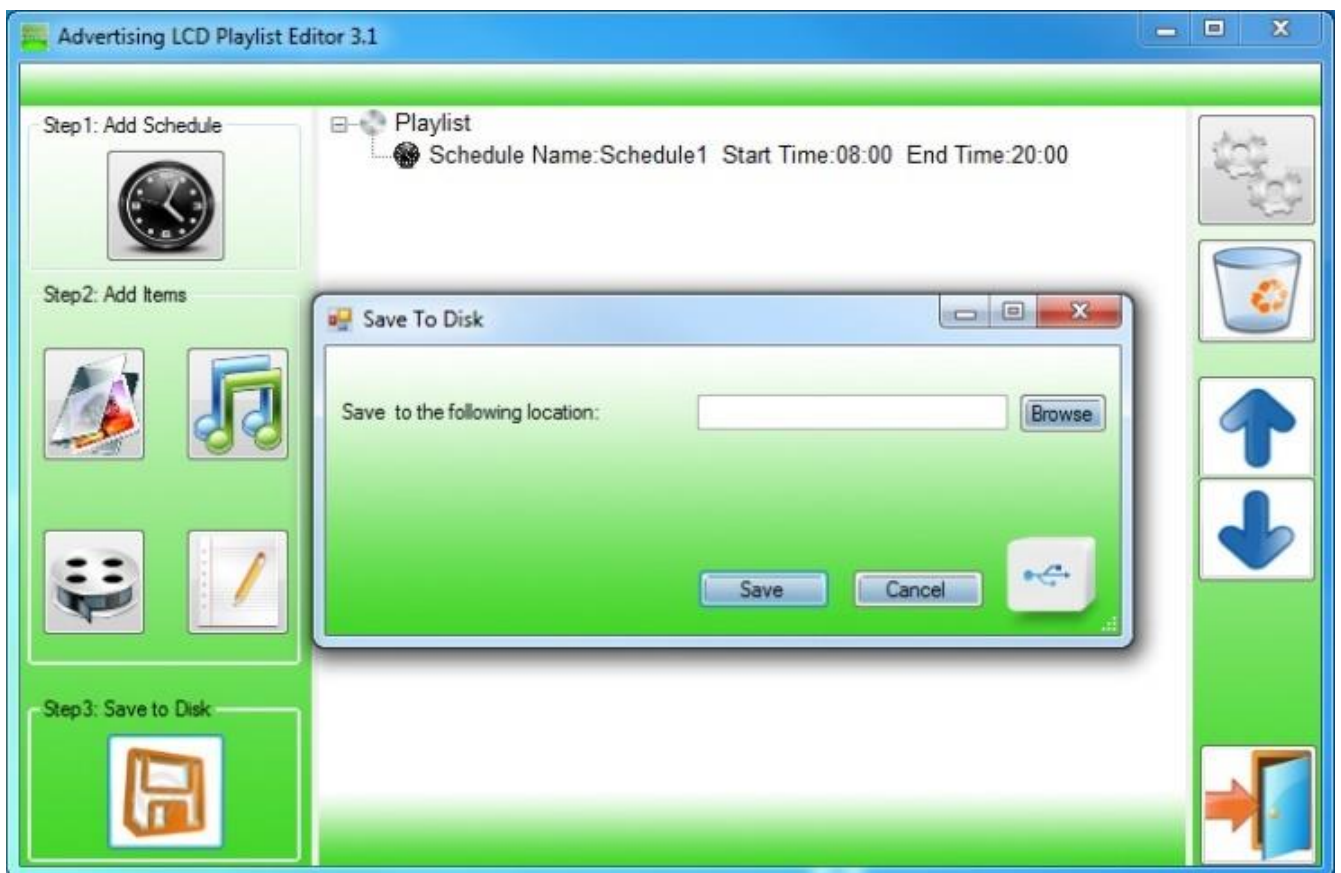 Advertising LCD Playlist Editor 3.1
Step1: Add Schedule
Playlist
Schedule Name:Schedule1 Start Time:08:00 End Time:20:00
Step2: Add Items
Save To Disk
Save to the following location:
Browse
Save
Cancel
Step3: Save to Disk